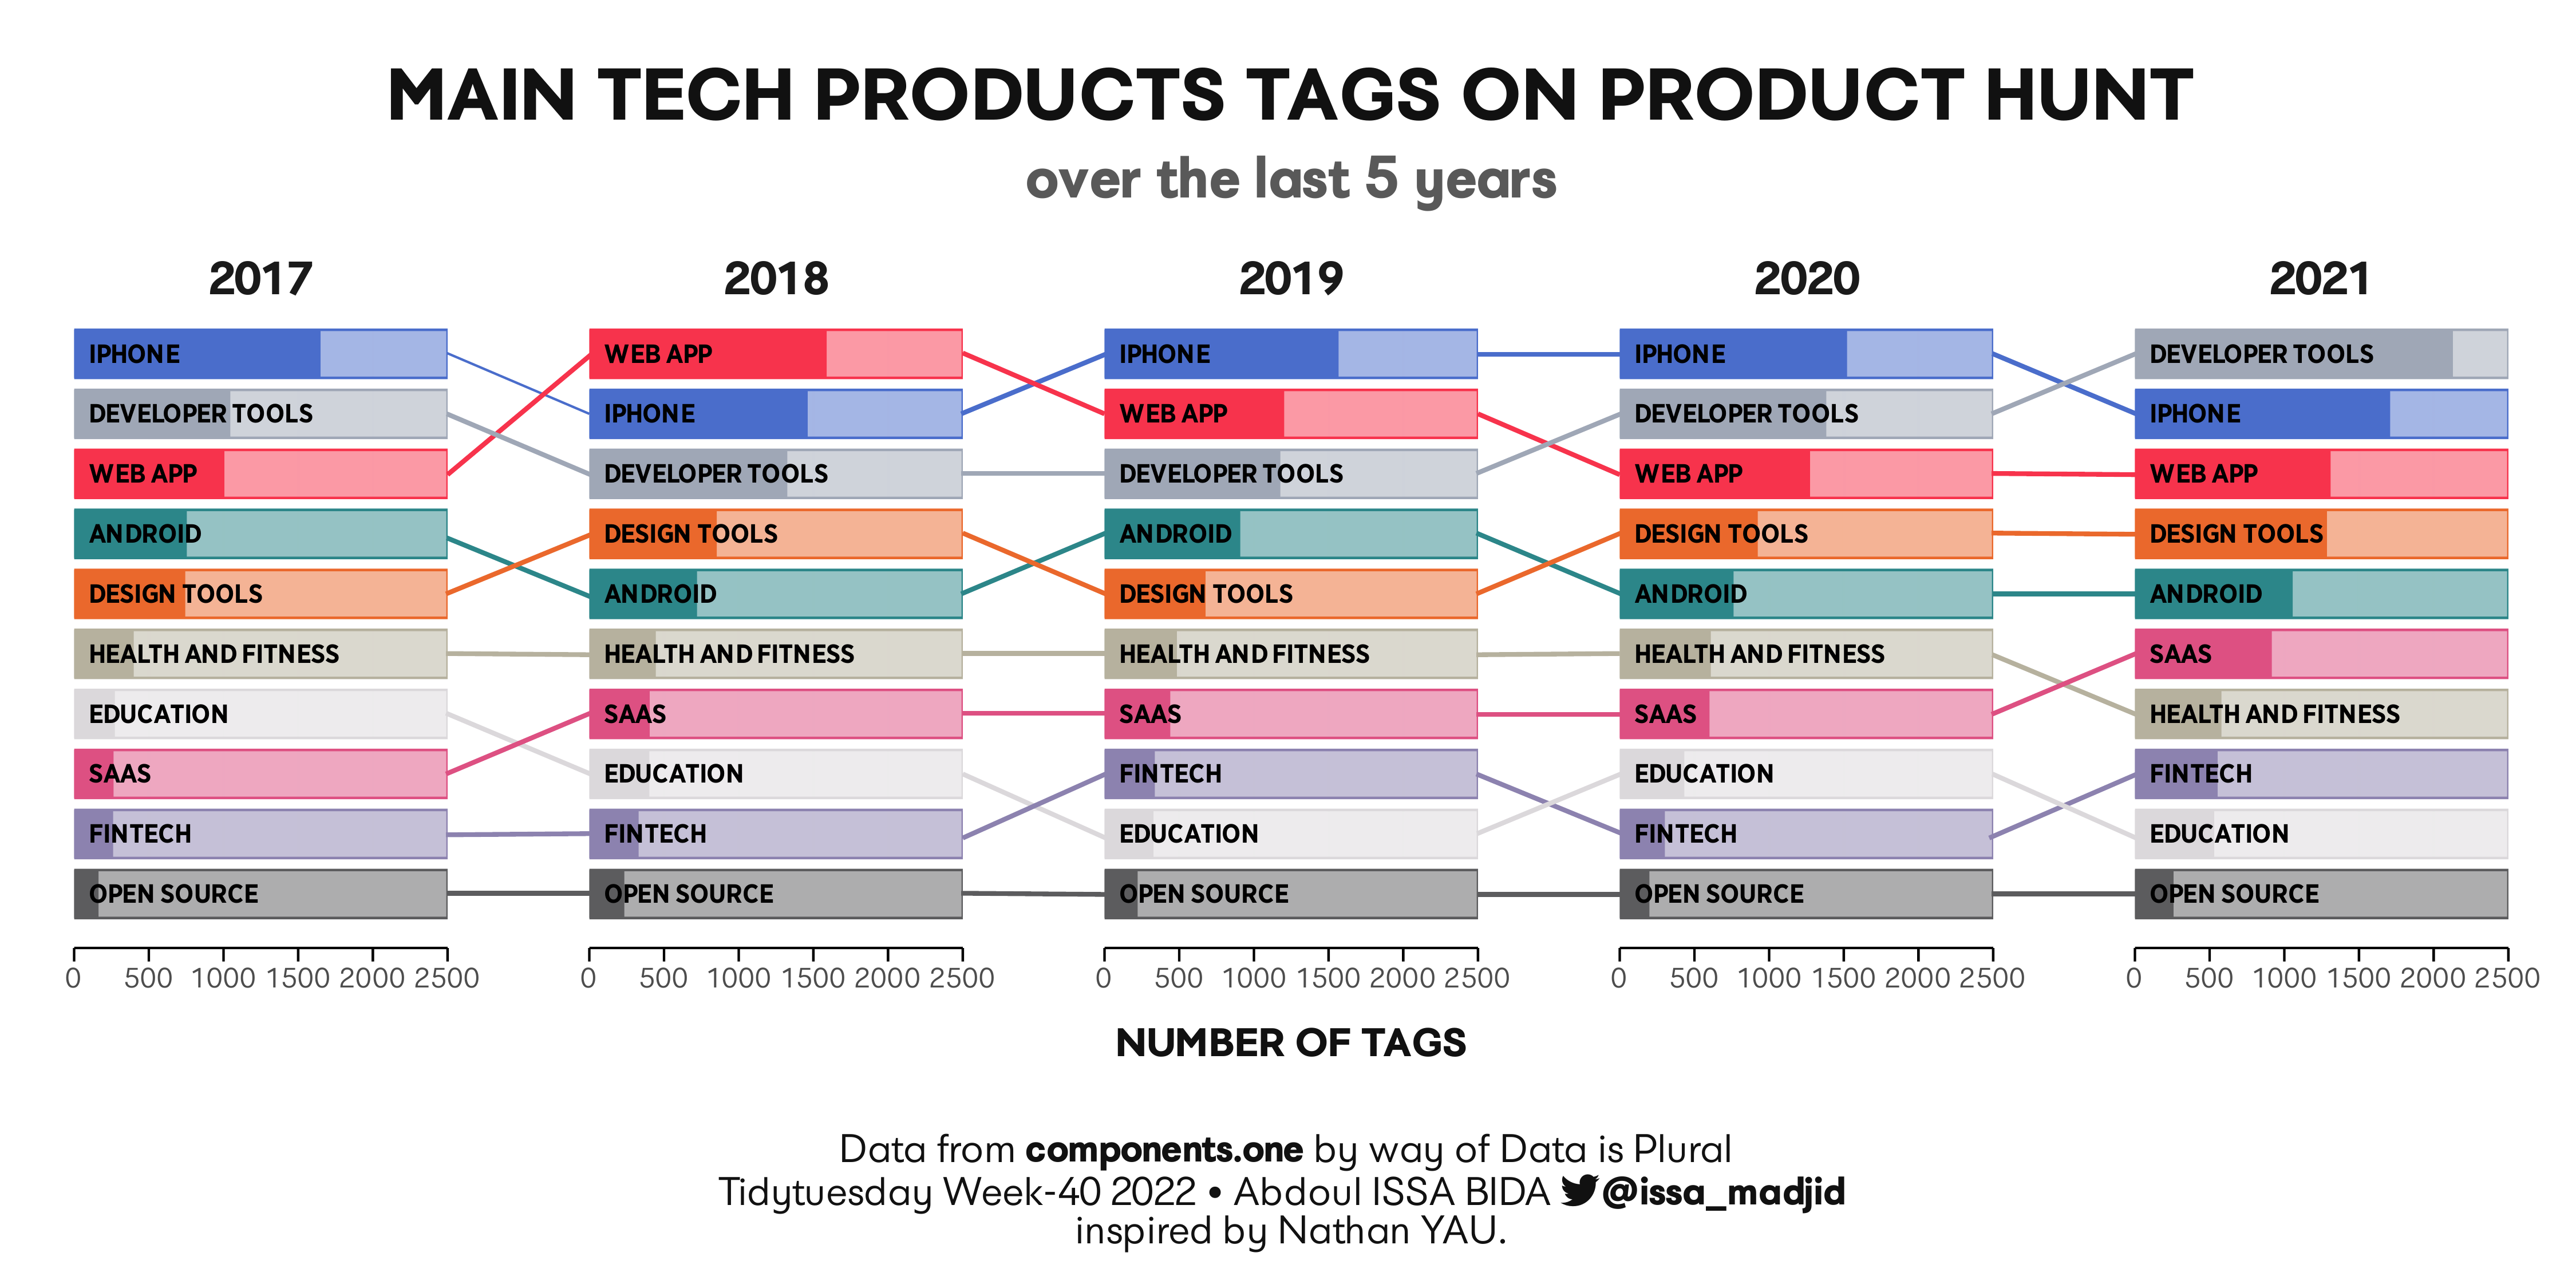 MAIN TECH PRODUCTS TAGS ON PRODUCT HUNT
over the last 5 years
2017
IPHONE
DEVELOPER TOOLS
WEB APP
ANDROID
DESIGN TOOLS
HEALTH AND FITNESS
EDUCATION
SAAS
FINTECH
OPEN SOURCE
0 500 1000 1500 2000 2500
2018
WEB APP
IPHONE
DEVELOPER TOOLS
DESIGN TOOLS
ANDROID
HEALTH AND FITNESS
SAAS
EDUCATION
FINTECH
OPEN SOURCE
0 500 1000 1500 2000 2500
2019
IPHONE
WEB APP
DEVELOPER TOOLS
ANDROID
DESIGN TOOLS
HEALTH AND FITNESS
SAAS
FINTECH
EDUCATION
OPEN SOURCE
0 500 1000 1500 2000 2500
2020
IPHONE
DEVELOPER TOOLS
WEB APP
DESIGN TOOLS
ANDROID
HEALTH AND FITNESS
SAAS
EDUCATION
FINTECH
OPEN SOURCE
0 500 1000 1500 2000 2500
2021
DEVELOPER TOOLS
IPHONE
WEB APP
DESIGN TOOLS
ANDROID
SAAS
HEALTH AND FITNESS
FINTECH
EDUCATION
OPEN SOURCE
0 500 1000 1500 2000 2500
NUMBER OF TAGS
Data from components.one by way of Data is Plural
Tidytuesday Week-40 2022 • Abdoul ISSA BIDA @issa_madjid
inspired by Nathan YAU.